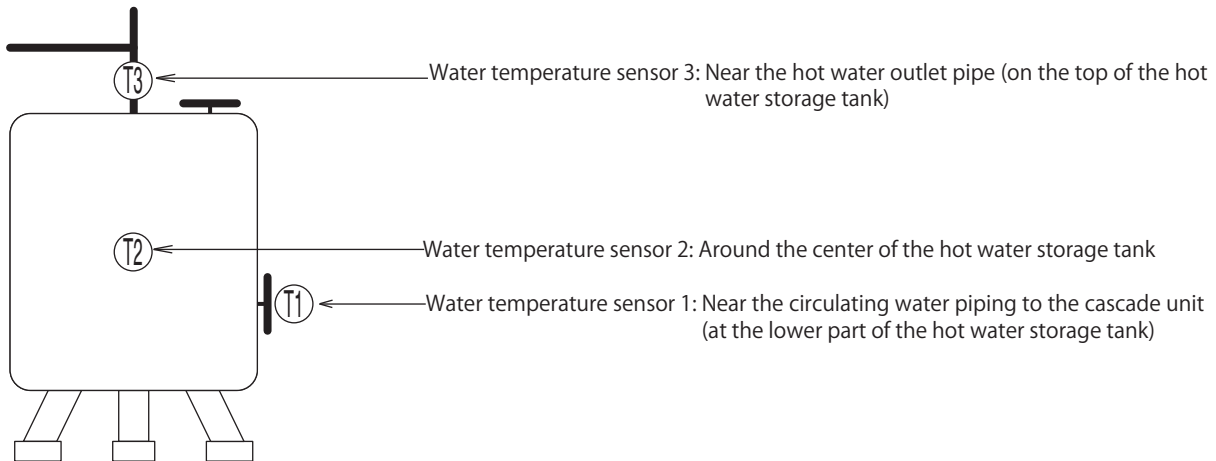 T3
Water temperature sensor 3: Near the hot water outlet pipe (on the top of the hot
water storage tank)
T2
Water temperature sensor 2: Around the center of the hot water storage tank
T1
Water temperature sensor 1: Near the circulating water piping to the cascade unit
(at the lower part of the hot water storage tank)